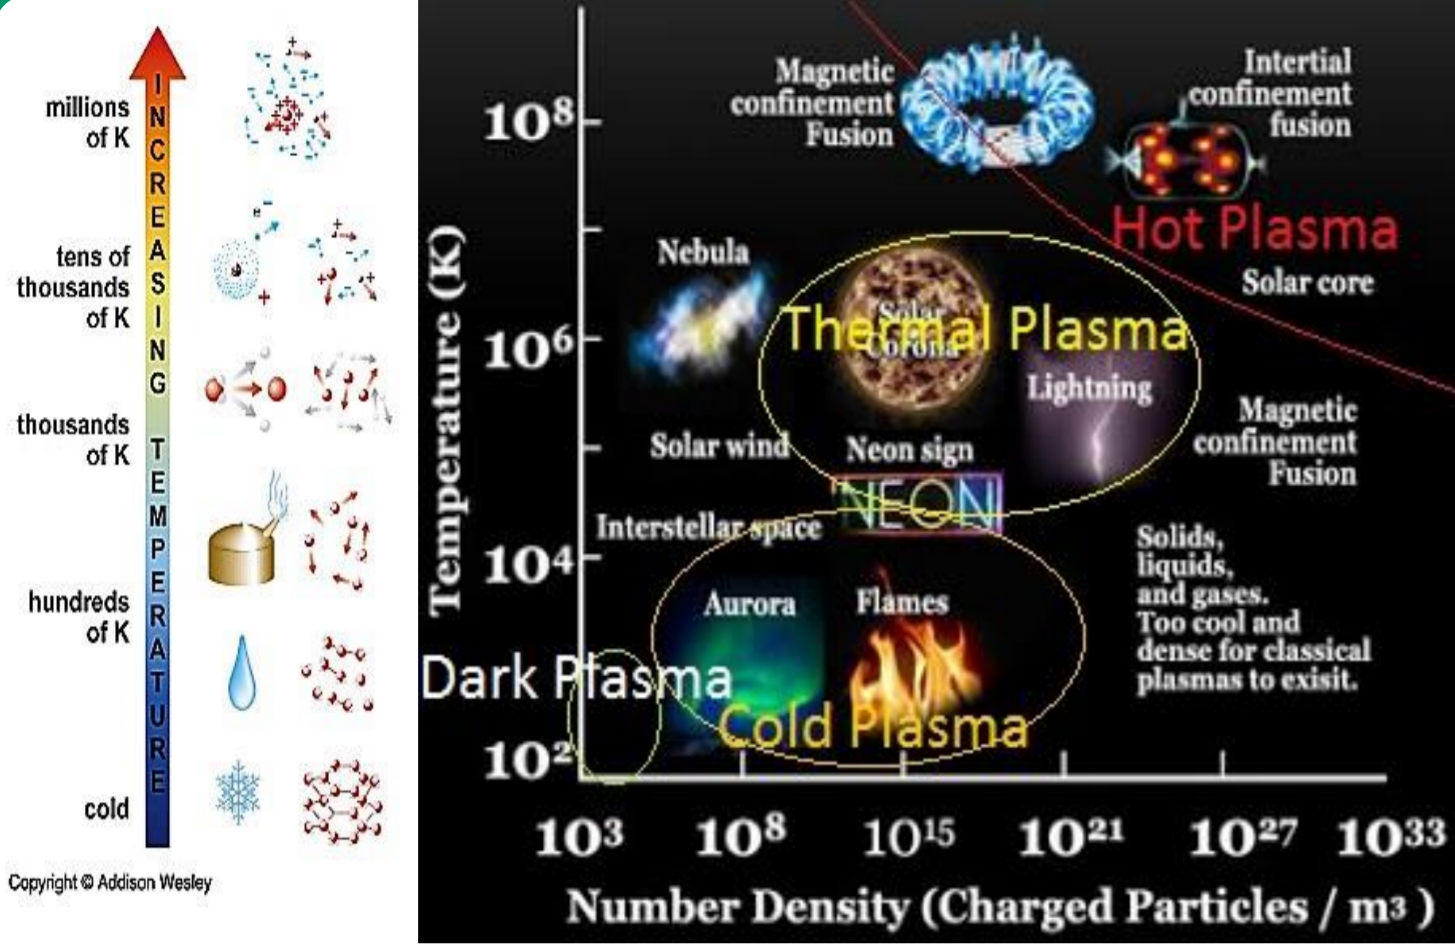 millions
of K
tens of
thousands
of K
thousands
of K
hundreds
of K
cold
INCREASING TEMPERATURE
e⁻
Copyright © Addison Wesley
Temperature (K)
10⁸
10⁶
10⁴
10²
Magnetic
confinement
Fusion
Intertial
confinement
fusion
Hot Plasma
Solar core
Nebula
Solar
Corona
Thermal Plasma
Lightning
Solar wind
Neon sign
NEON
Magnetic
confinement
Fusion
Interstellar space
Solids,
liquids,
and gases.
Too cool and
dense for classical
plasmas to exisit.
Aurora
Flames
Dark Plasma
Cold Plasma
10³ 10⁸ 10¹⁵ 10²¹ 10²⁷ 10³³
Number Density (Charged Particles / m³ )